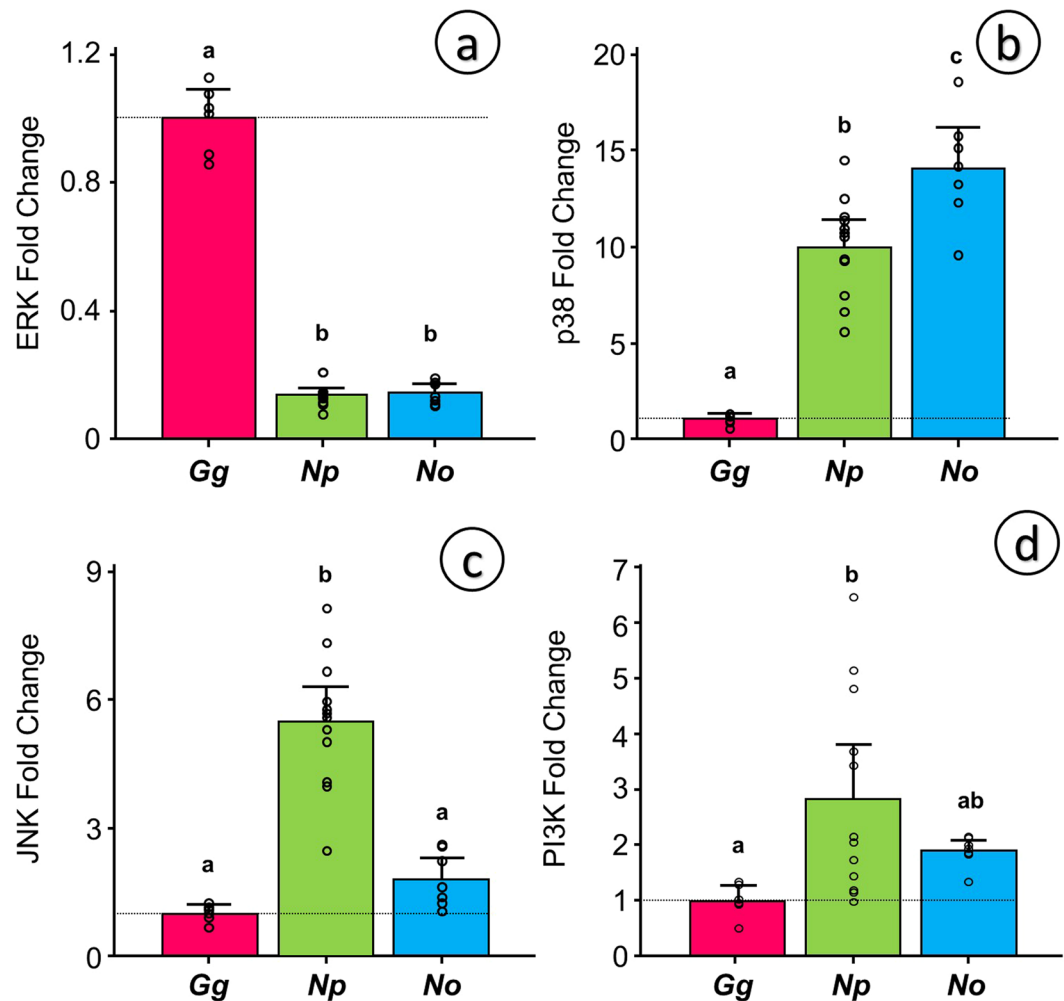 a
ERK Fold Change
1.2
0.8
0.4
0
a
b
b
Gg
Np
No
b
p38 Fold Change
20
15
10
5
0
a
b
c
Gg
Np
No
c
JNK Fold Change
9
6
3
0
a
b
a
Gg
Np
No
d
PI3K Fold Change
7
6
5
4
3
2
1
0
a
b
ab
Gg
Np
No